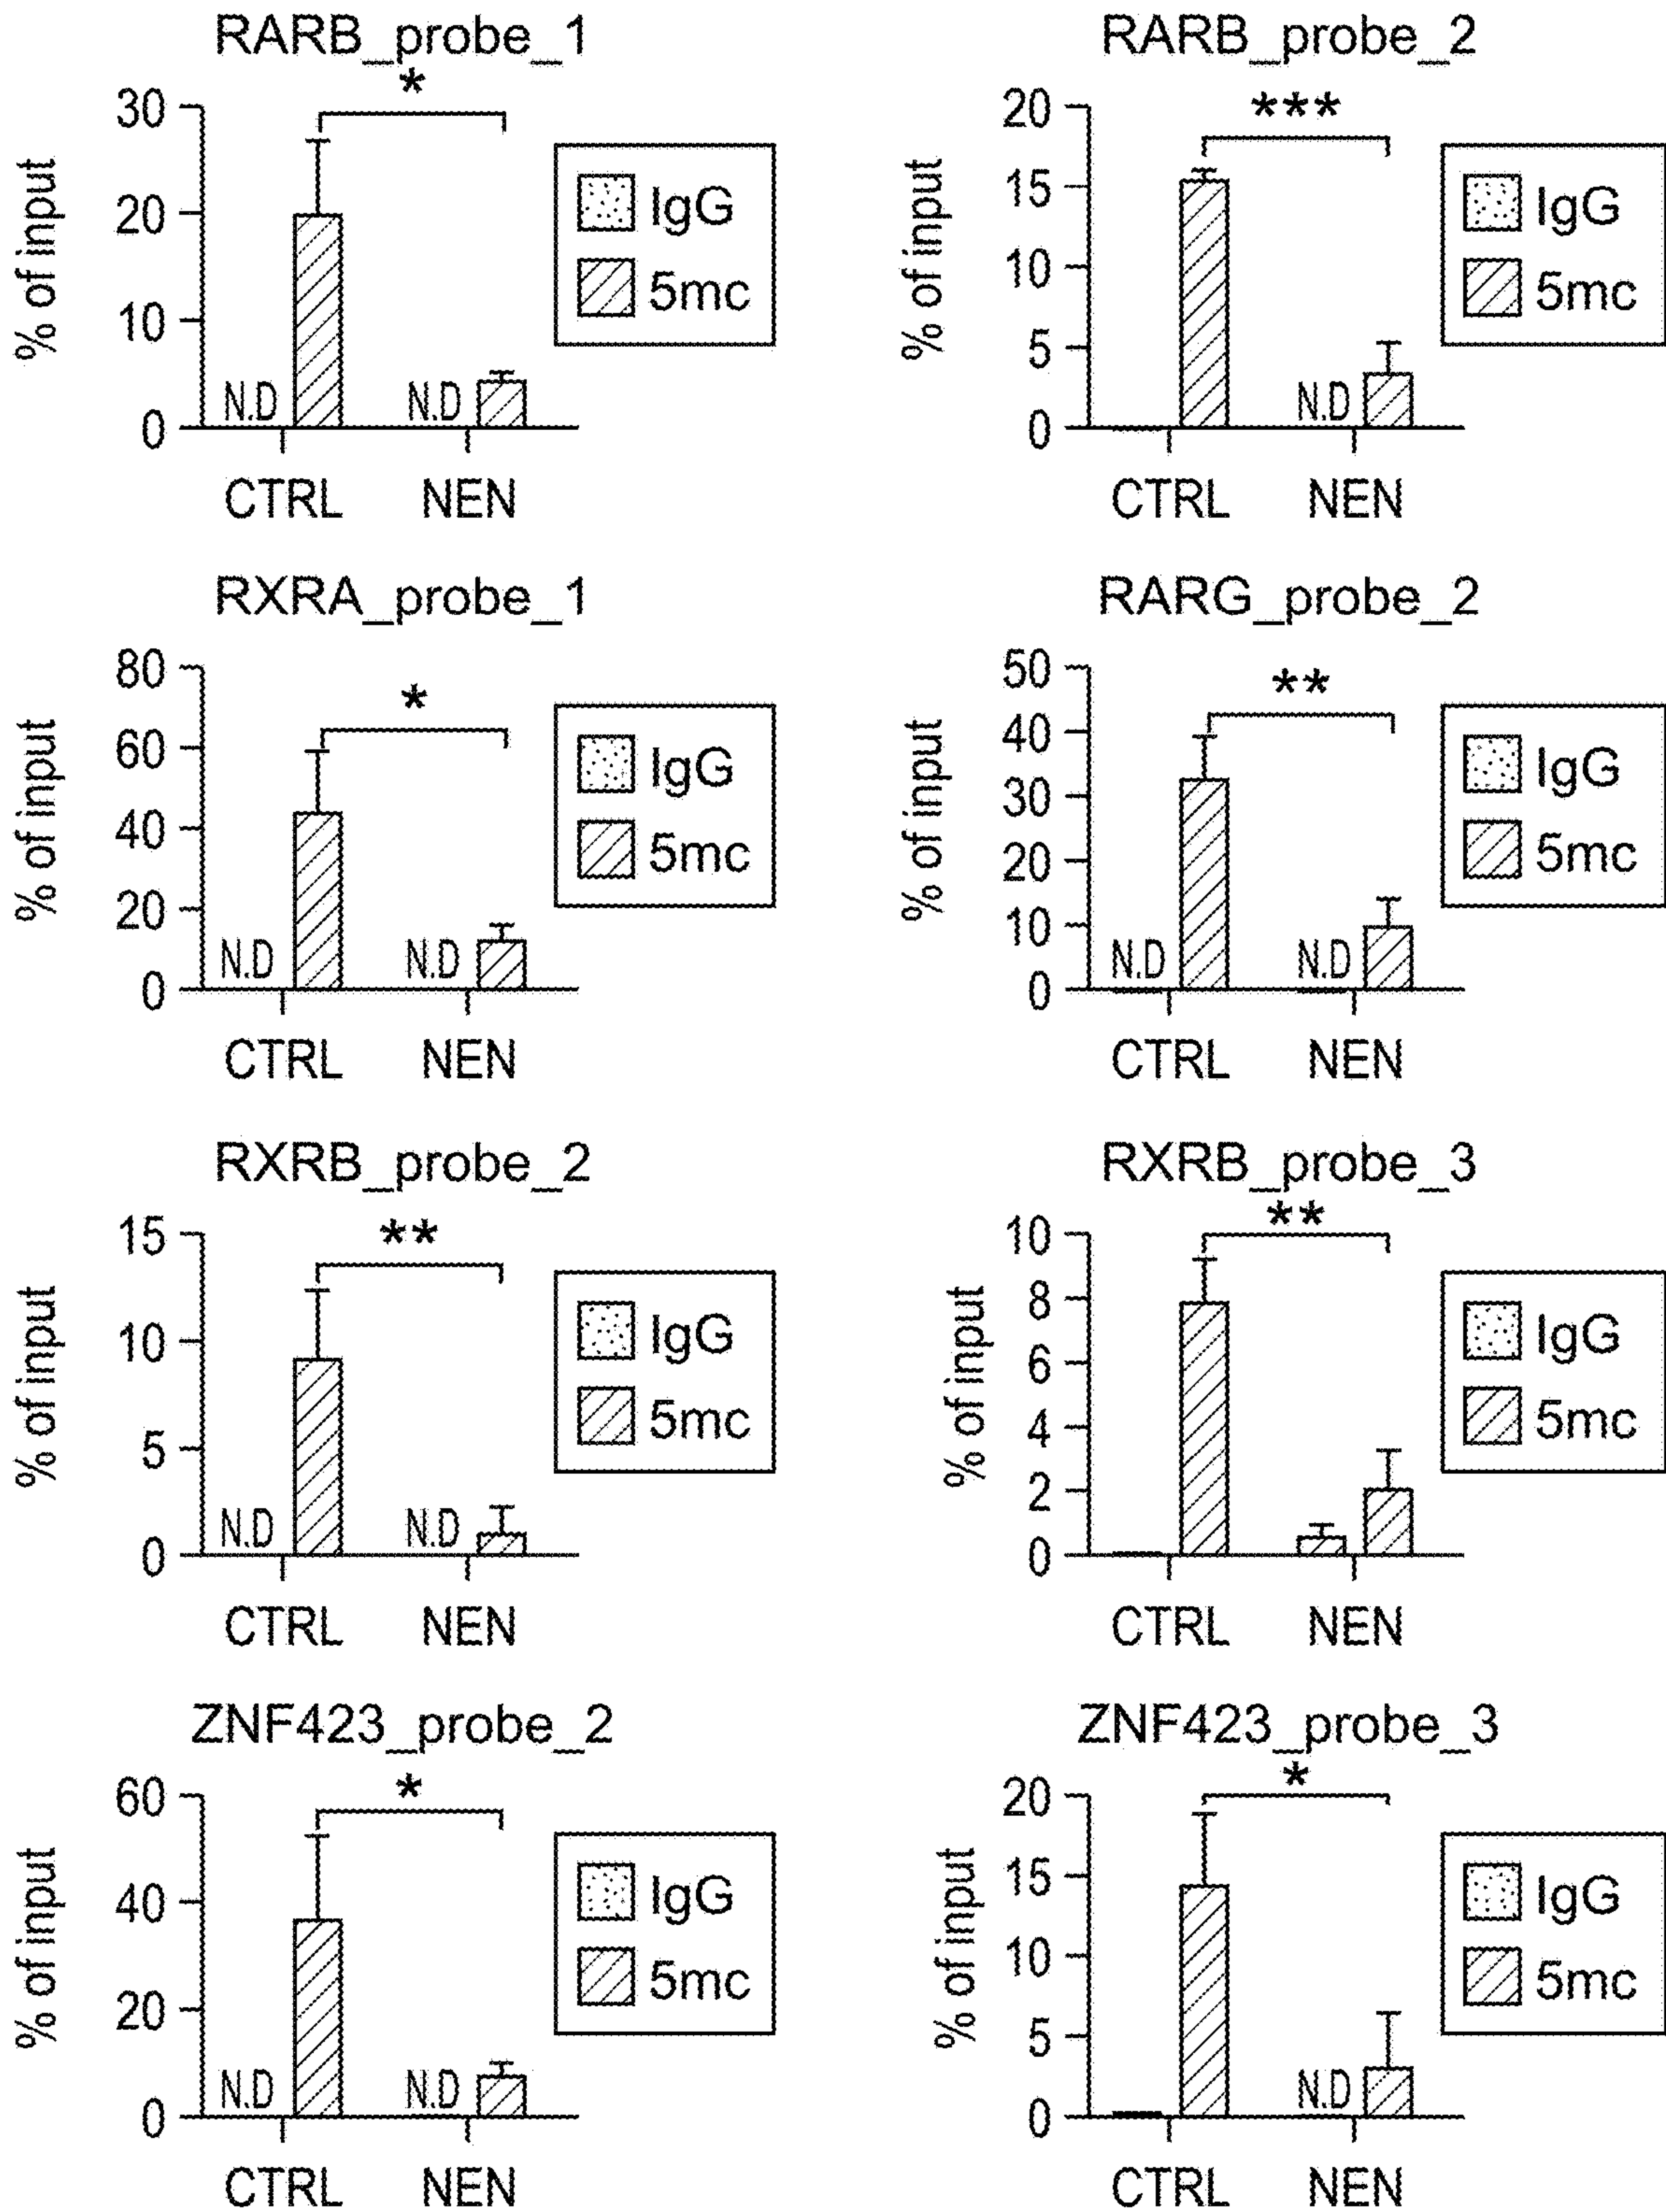 RARB_probe_1
*
30
20
10
0
% of input
N.D
N.D
CTRL
NEN
IgG
5mc
RARB_probe_2
***
20
15
10
5
0
% of input
N.D
CTRL
NEN
IgG
5mc
RXRA_probe_1
*
80
60
40
20
0
% of input
N.D
N.D
CTRL
NEN
IgG
5mc
RARG_probe_2
**
50
40
30
20
10
0
% of input
N.D
N.D
CTRL
NEN
IgG
5mc
RXRB_probe_2
**
15
10
5
0
% of input
N.D
N.D
CTRL
NEN
IgG
5mc
RXRB_probe_3
**
10
8
6
4
2
0
% of input
CTRL
NEN
IgG
5mc
ZNF423_probe_2
*
60
40
20
0
% of input
N.D
N.D
CTRL
NEN
IgG
5mc
ZNF423_probe_3
*
20
15
10
5
0
% of input
N.D
CTRL
NEN
IgG
5mc